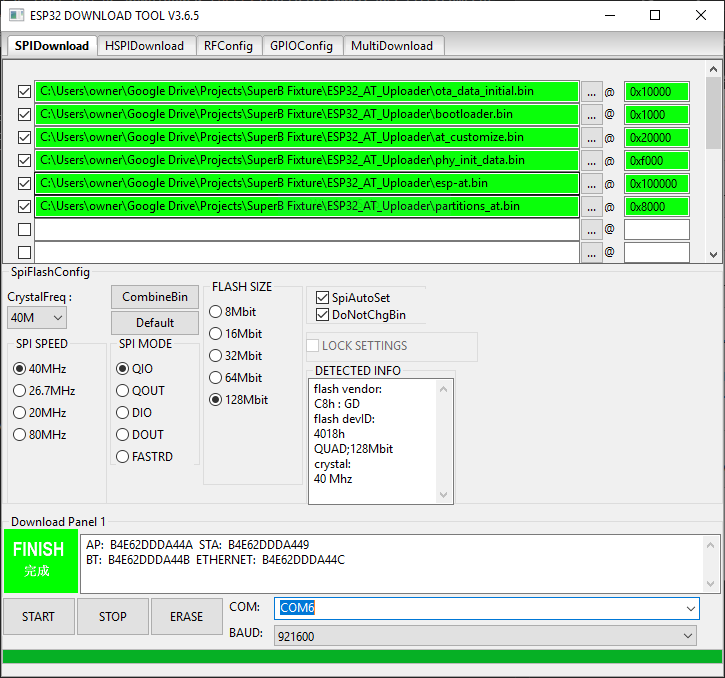 ESP32 DOWNLOAD TOOL V3.6.5
SPIDownload HSPIDownload RFConfig GPIOConfig MultiDownload
C:\Users\owner\Google Drive\Projects\SuperB Fixture\ESP32_AT_Uploader\ota_data_initial.bin ... @ 0x10000
C:\Users\owner\Google Drive\Projects\SuperB Fixture\ESP32_AT_Uploader\bootloader.bin ... @ 0x1000
C:\Users\owner\Google Drive\Projects\SuperB Fixture\ESP32_AT_Uploader\at_customize.bin ... @ 0x20000
C:\Users\owner\Google Drive\Projects\SuperB Fixture\ESP32_AT_Uploader\phy_init_data.bin ... @ 0xf000
C:\Users\owner\Google Drive\Projects\SuperB Fixture\ESP32_AT_Uploader\esp-at.bin ... @ 0x100000
C:\Users\owner\Google Drive\Projects\SuperB Fixture\ESP32_AT_Uploader\partitions_at.bin ... @ 0x8000
... @
... @
SpiFlashConfig
CrystalFreq :
40M
CombineBin
Default
SPI SPEED
40MHz
26.7MHz
20MHz
80MHz
SPI MODE
QIO
QOUT
DIO
DOUT
FASTRD
FLASH SIZE
8Mbit
16Mbit
32Mbit
64Mbit
128Mbit
SpiAutoSet
DoNotChgBin
LOCK SETTINGS
DETECTED INFO
flash vendor:
C8h : GD
flash devID:
4018h
QUAD;128Mbit
crystal:
40 Mhz
Download Panel 1
FINISH
完成
AP: B4E62DDDA44A STA: B4E62DDDA449
BT: B4E62DDDA44B ETHERNET: B4E62DDDA44C
START STOP ERASE
COM: COM6
BAUD: 921600